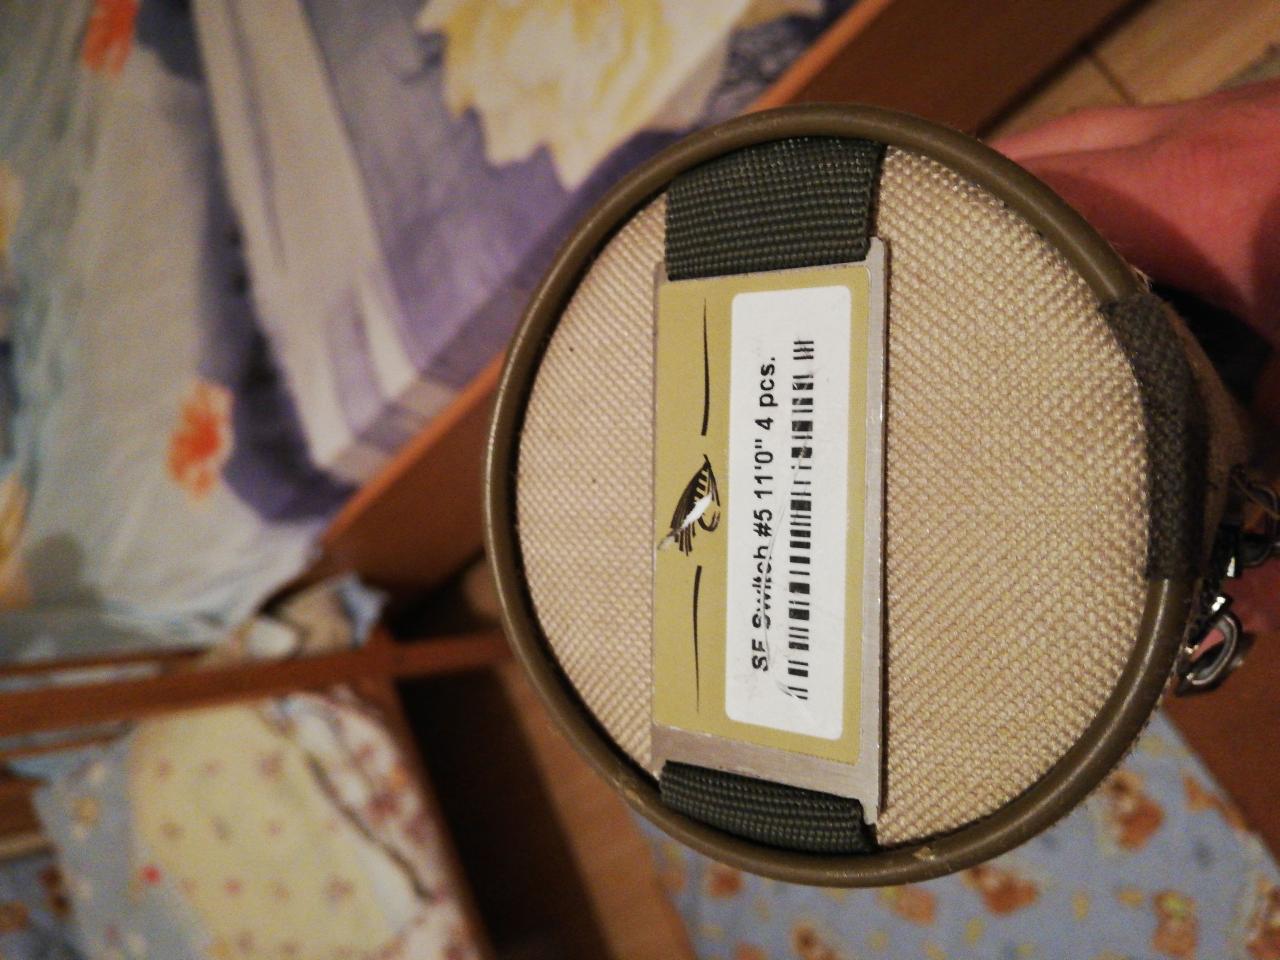 SF Switch #5 11'0" 4 pcs.